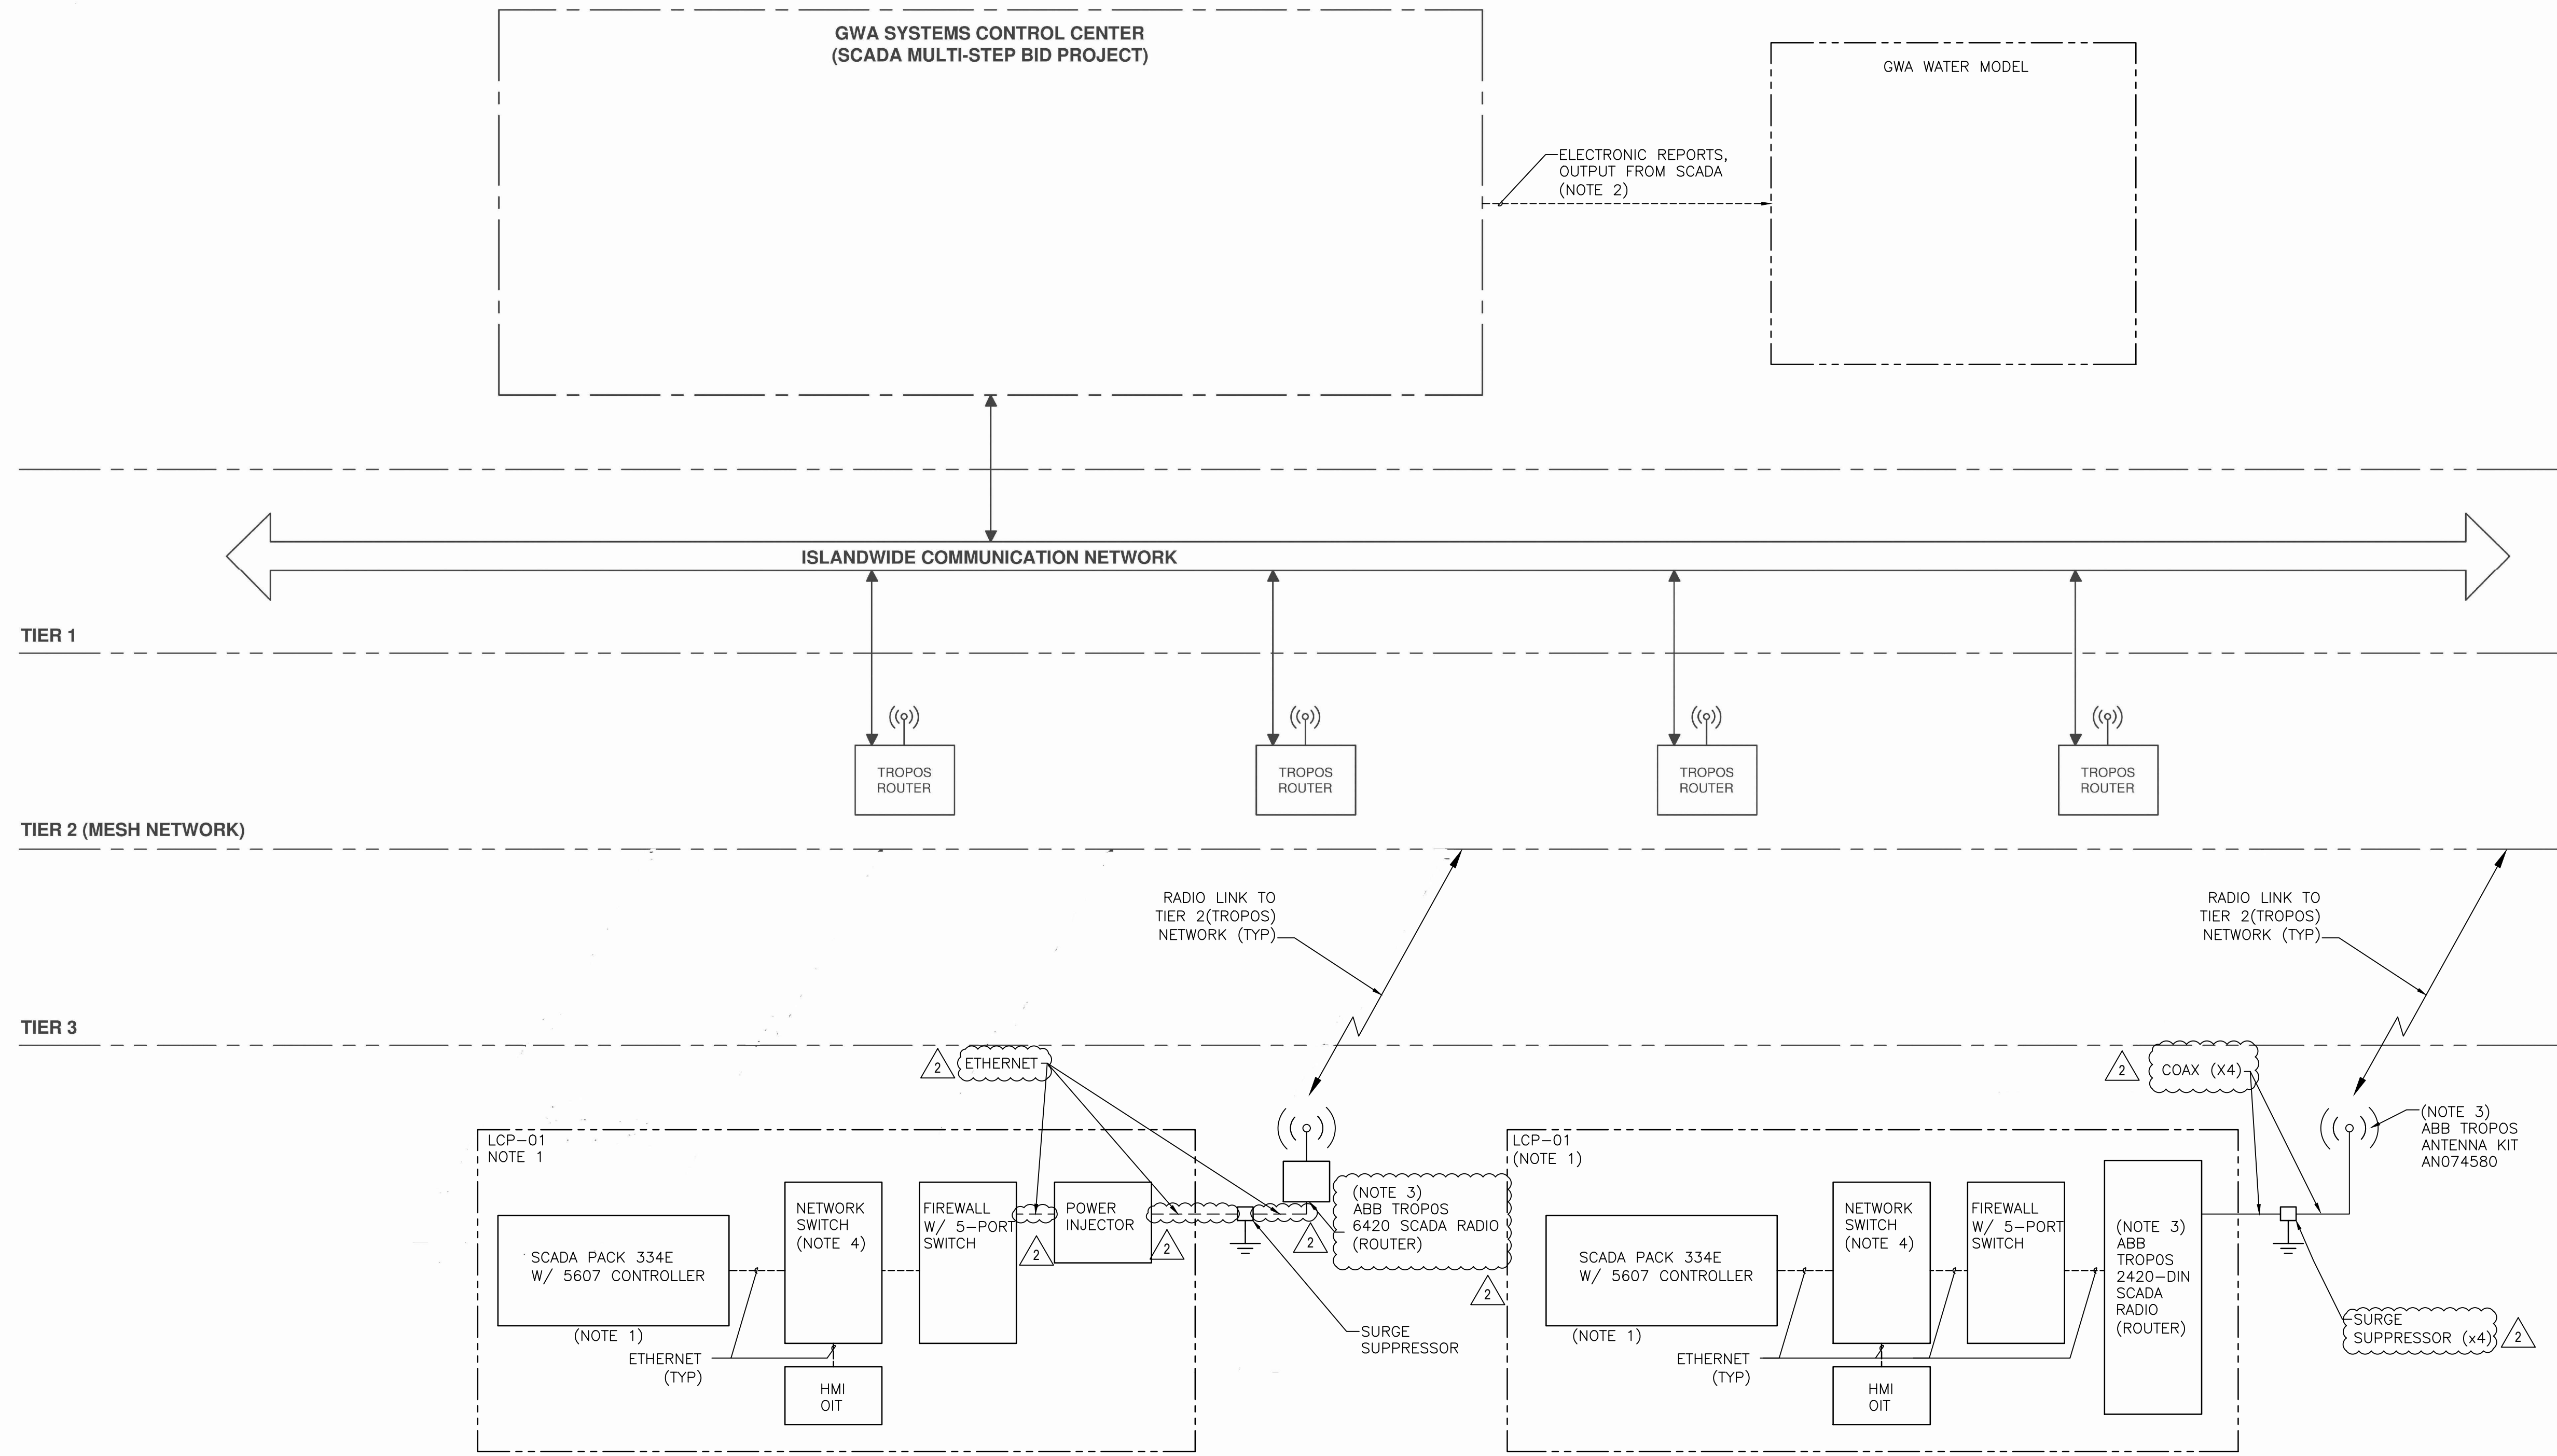 GWA SYSTEMS CONTROL CENTER
(SCADA MULTI-STEP BID PROJECT)
GWA WATER MODEL
ELECTRONIC REPORTS,
OUTPUT FROM SCADA
(NOTE 2)
ISLANDWIDE COMMUNICATION NETWORK
TIER 1
TROPOS
ROUTER
TROPOS
ROUTER
TROPOS
ROUTER
TROPOS
ROUTER
TIER 2 (MESH NETWORK)
RADIO LINK TO
TIER 2(TROPOS)
NETWORK (TYP)
RADIO LINK TO
TIER 2(TROPOS)
NETWORK (TYP)
TIER 3
2
ETHERNET
2
COAX (X4)
(NOTE 3)
ABB TROPOS
ANTENNA KIT
AN074580
LCP-01
NOTE 1
SCADA PACK 334E
W/ 5607 CONTROLLER
(NOTE 1)
NETWORK
SWITCH
(NOTE 4)
FIREWALL
W/ 5-PORT
SWITCH
2
POWER
INJECTOR
2
2
(NOTE 3)
ABB TROPOS
6420 SCADA RADIO
(ROUTER)
2
SURGE
SUPPRESSOR
ETHERNET
(TYP)
HMI
OIT
LCP-01
(NOTE 1)
SCADA PACK 334E
W/ 5607 CONTROLLER
(NOTE 1)
NETWORK
SWITCH
(NOTE 4)
FIREWALL
W/ 5-PORT
SWITCH
(NOTE 3)
ABB
TROPOS
2420-DIN
SCADA
RADIO
(ROUTER)
ETHERNET
(TYP)
HMI
OIT
SURGE
SUPPRESSOR (x4)
2